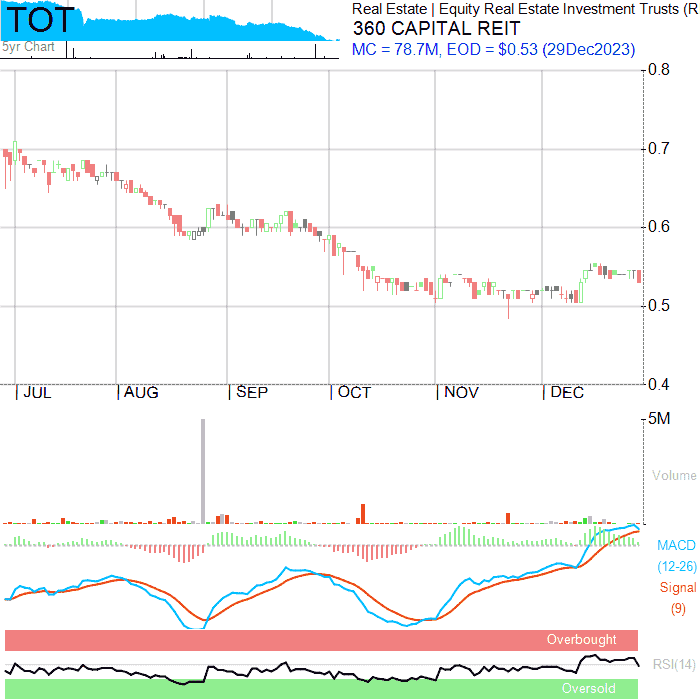 TOT
5yr Chart
Real Estate | Equity Real Estate Investment Trusts (R
360 CAPITAL REIT
MC = 78.7M, EOD = $0.53 (29Dec2023)
0.8
0.7
0.6
0.5
0.4
JUL
AUG
SEP
OCT
NOV
DEC
5M
Volume
MACD
(12-26)
Signal
(9)
Overbought
RSI(14)
Oversold